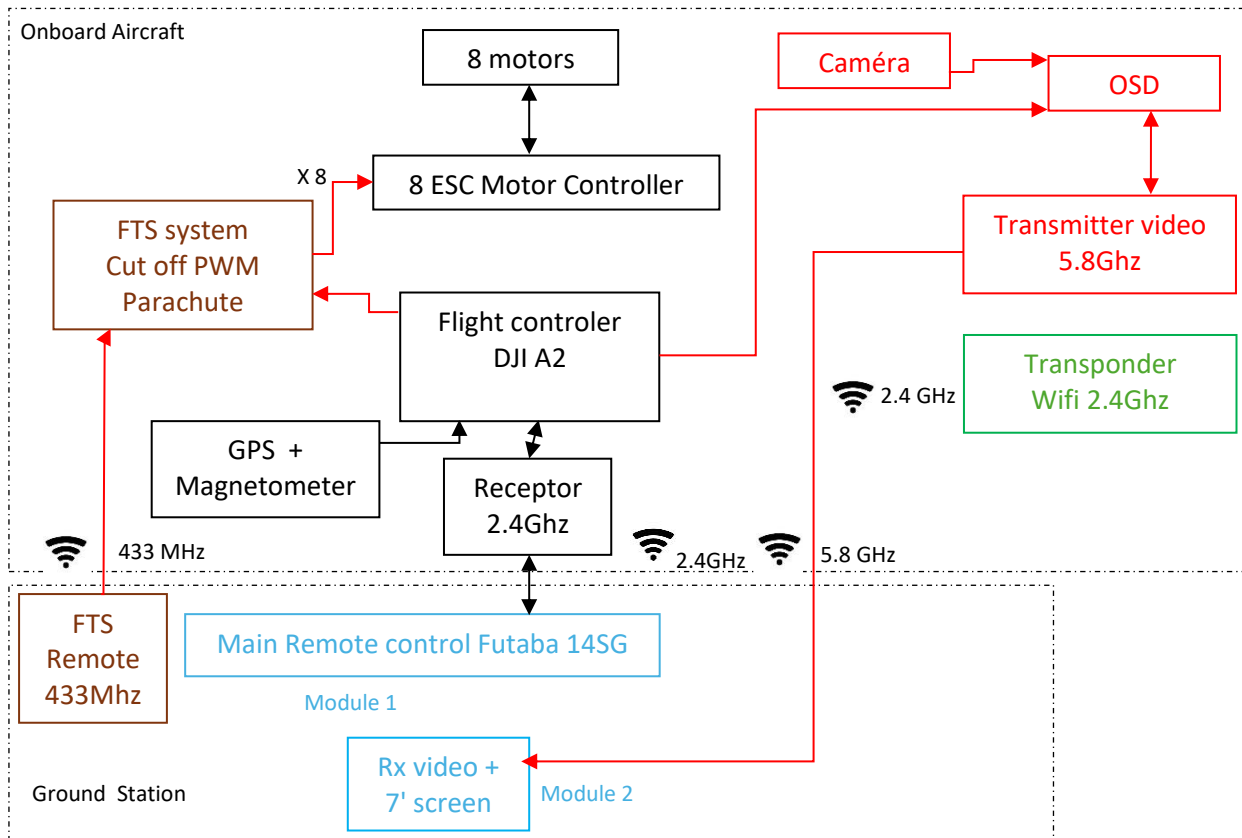 Onboard Aircraft
8 motors
Caméra
OSD
X 8
8 ESC Motor Controller
FTS system
Cut off PWM
Parachute
Transmitter video
5.8Ghz
Flight controler
DJI A2
Transponder
Wifi 2.4Ghz
2.4 GHz
GPS +
Magnetometer
Receptor
2.4Ghz
433 MHz
2.4GHz
5.8 GHz
FTS
Remote
433Mhz
Main Remote control Futaba 14SG
Module 1
Rx video +
7' screen
Module 2
Ground Station